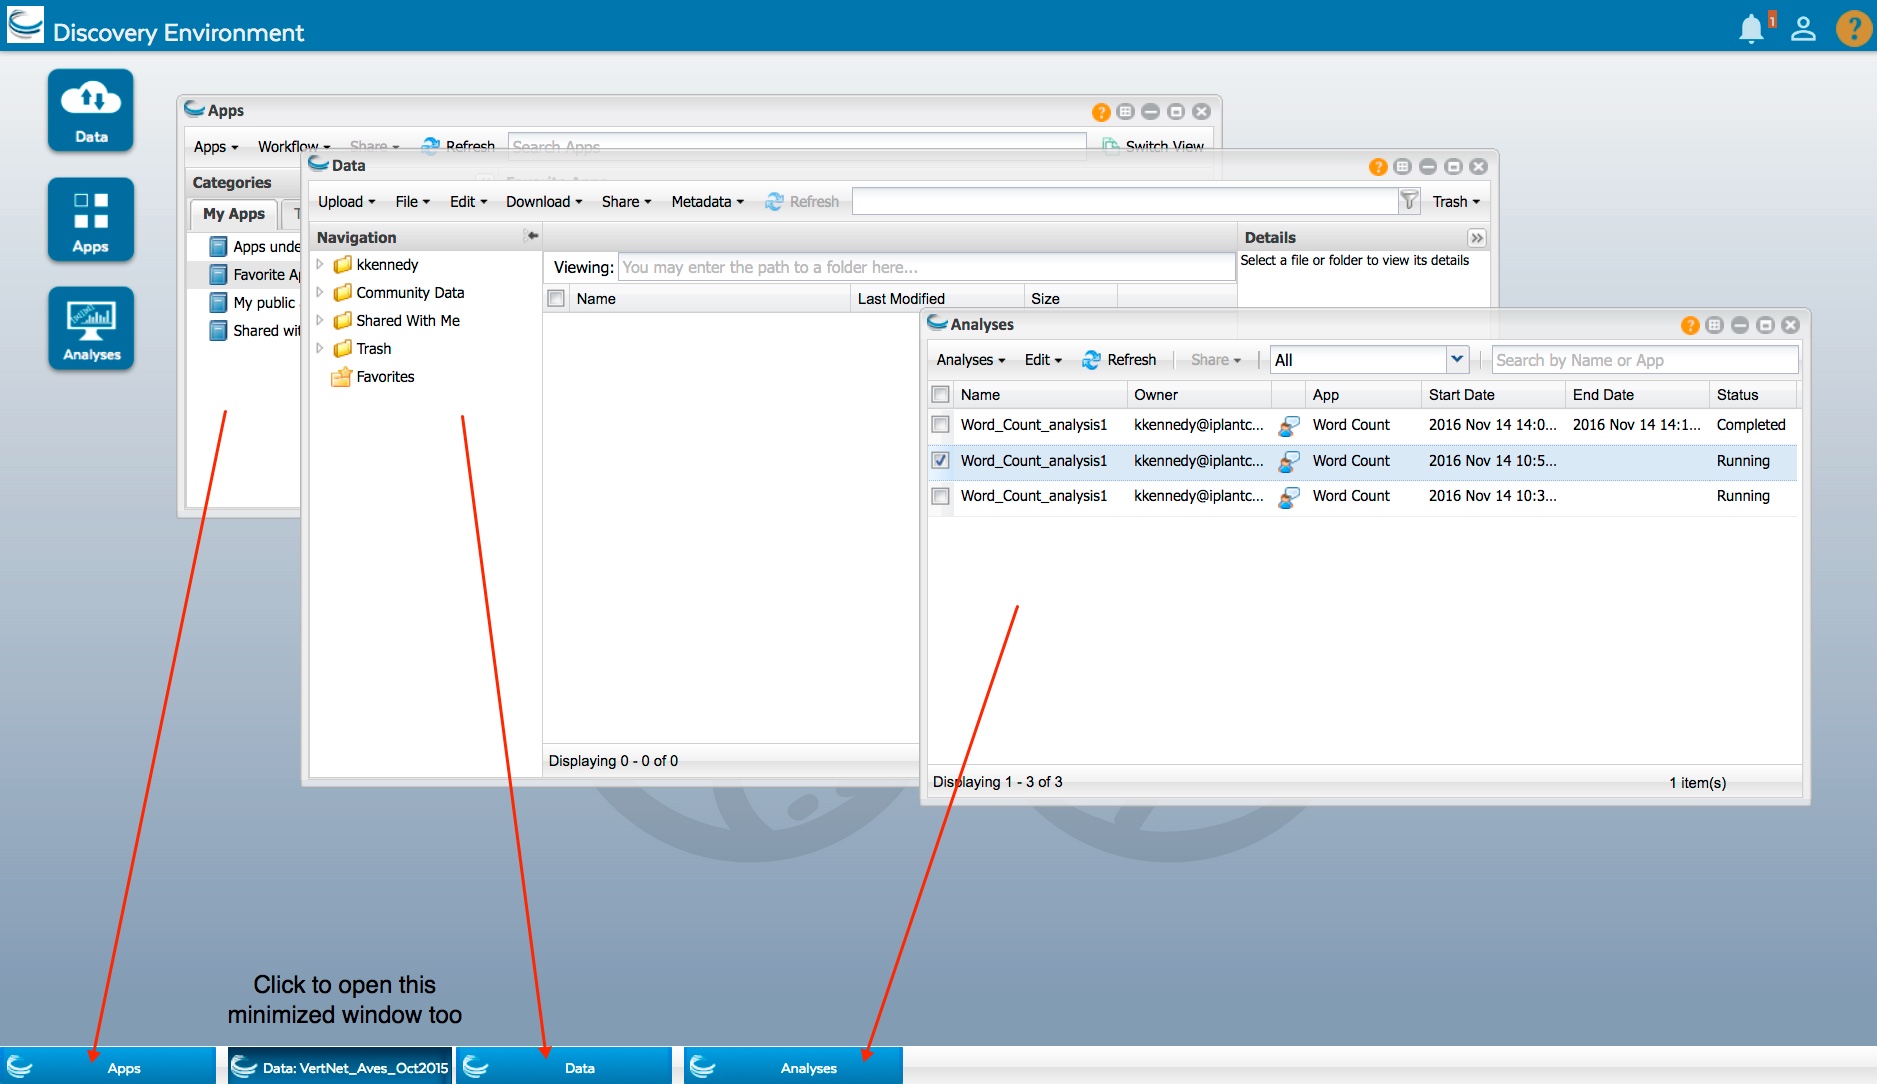 Discovery Environment
1
?
Data
Apps
Analyses
Apps
?
Apps Workflow Share Refresh Search Apps Switch View
Categories Favorite Apps
My Apps T
Apps unde
Favorite Ap
My public
Shared wit
Data
?
Upload File Edit Download Share Metadata Refresh Trash
Navigation
kkennedy
Community Data
Shared With Me
Trash
Favorites
Viewing: You may enter the path to a folder here...
Name Last Modified Size
Displaying 0 - 0 of 0
Details
Select a file or folder to view its details
Analyses
?
Analyses Edit Refresh Share All Search by Name or App
Name Owner App Start Date End Date Status
Word_Count_analysis1 kkennedy@iplantc... Word Count 2016 Nov 14 14:0... 2016 Nov 14 14:1... Completed
Word_Count_analysis1 kkennedy@iplantc... Word Count 2016 Nov 14 10:5... Running
Word_Count_analysis1 kkennedy@iplantc... Word Count 2016 Nov 14 10:3... Running
Displaying 1 - 3 of 3 1 item(s)
Click to open this
minimized window too
Apps
Data: VertNet_Aves_Oct2015
Data
Analyses